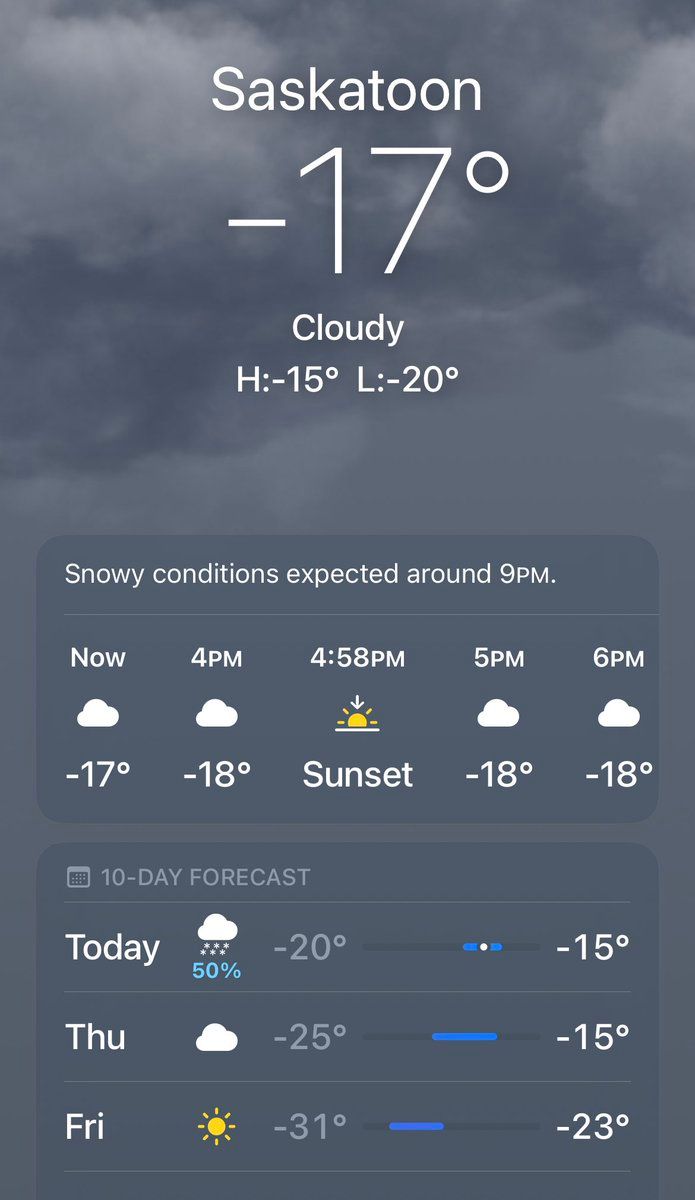 Saskatoon
-17°
Cloudy
H:-15° L:-20°
Snowy conditions expected around 9PM.
Now 4PM 4:58PM 5PM 6PM
-17° -18° Sunset -18° -18°
10-DAY FORECAST
Today 50% -20° -15°
Thu -25° -15°
Fri -31° -23°